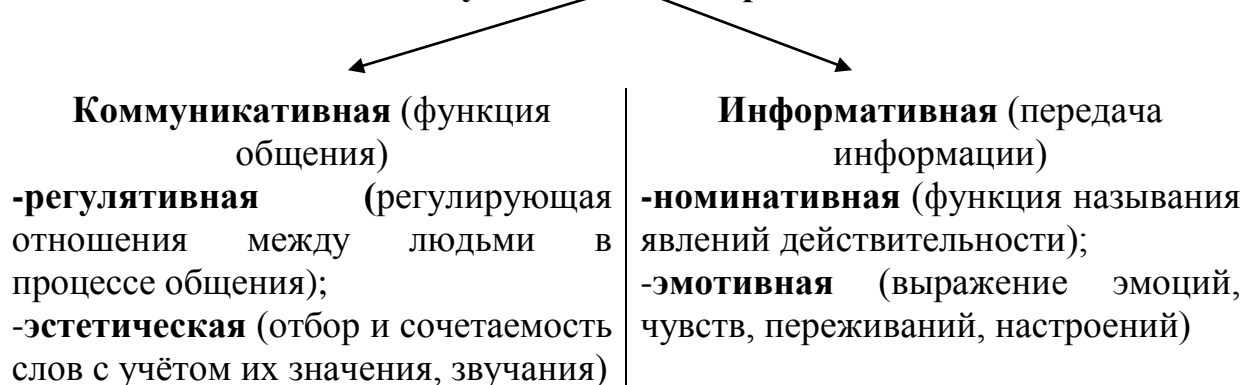 Коммуникативная (функция
общения)
-регулятивная (регулирующая
отношения между людьми в
процессе общения);
-эстетическая (отбор и сочетаемость
слов с учётом их значения, звучания)
Информативная (передача
информации)
-номинативная (функция называния
явлений действительности);
-эмотивная (выражение эмоций,
чувств, переживаний, настроений)